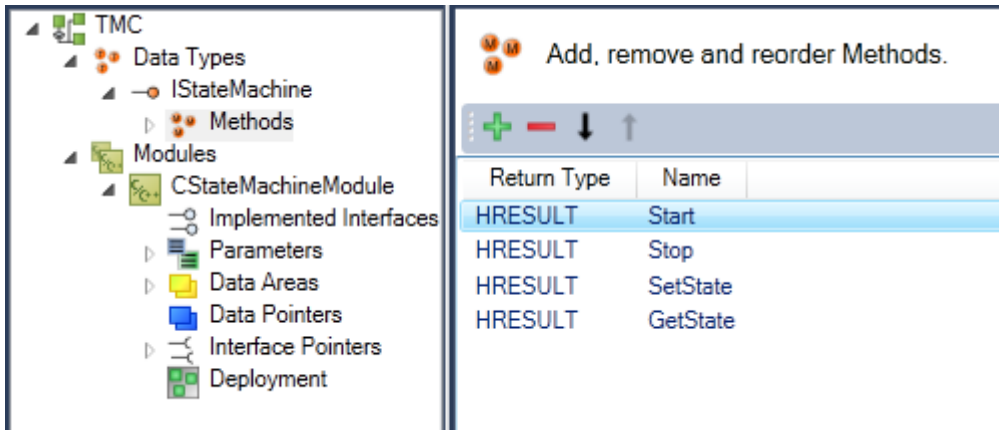 TMC
Data Types
IStateMachine
Methods
Modules
CStateMachineModule
Implemented Interfaces
Parameters
Data Areas
Data Pointers
Interface Pointers
Deployment
Add, remove and reorder Methods.
Return Type Name
HRESULT Start
HRESULT Stop
HRESULT SetState
HRESULT GetState